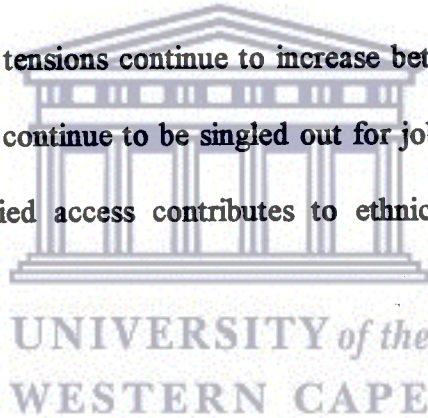 tensions continue to increase bet
continue to be singled out for jo
ied access contributes to ethnic
UNIVERSITY of the
WESTERN CAPE